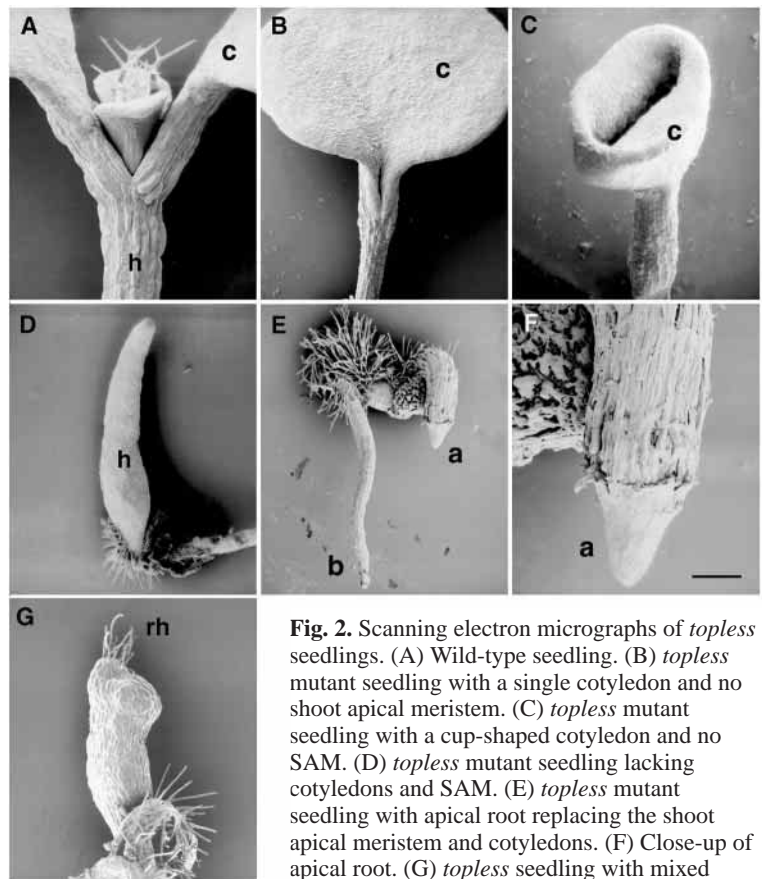 A
c
h
B
c
C
c
D
h
E
a
b
F
a
G
rh
Fig. 2. Scanning electron micrographs of topless
seedlings. (A) Wild-type seedling. (B) topless
mutant seedling with a single cotyledon and no
shoot apical meristem. (C) topless mutant
seedling with a cup-shaped cotyledon and no
SAM. (D) topless mutant seedling lacking
cotyledons and SAM. (E) topless mutant
seedling with apical root replacing the shoot
apical meristem and cotyledons. (F) Close-up of
apical root. (G) topless seedling with mixed